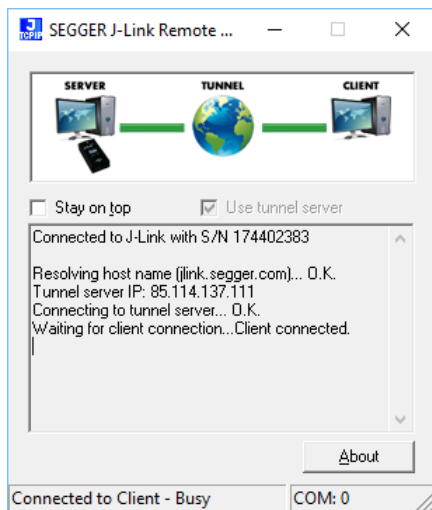 J
TCPIP
SEGGER J-Link Remote ...
SERVER TUNNEL CLIENT
Stay on top Use tunnel server
Connected to J-Link with S/N 174402383
Resolving host name (jlink.segger.com)... O.K.
Tunnel server IP: 85.114.137.111
Connecting to tunnel server... O.K.
Waiting for client connection...Client connected.
About
Connected to Client - Busy COM: 0